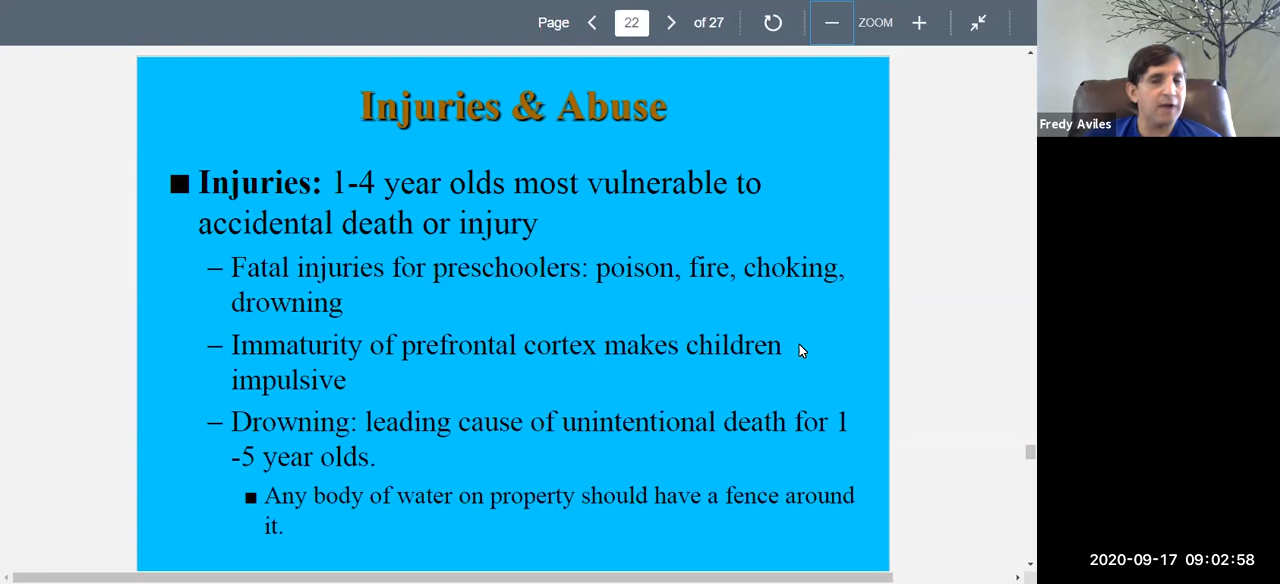 Page 22 of 27 ZOOM
Injuries & Abuse
Injuries: 1-4 year olds most vulnerable to
accidental death or injury
– Fatal injuries for preschoolers: poison, fire, choking,
drowning
– Immaturity of prefrontal cortex makes children
impulsive
– Drowning: leading cause of unintentional death for 1
-5 year olds.
Any body of water on property should have a fence around
it.
Fredy Aviles
2020-09-17 09:02:58